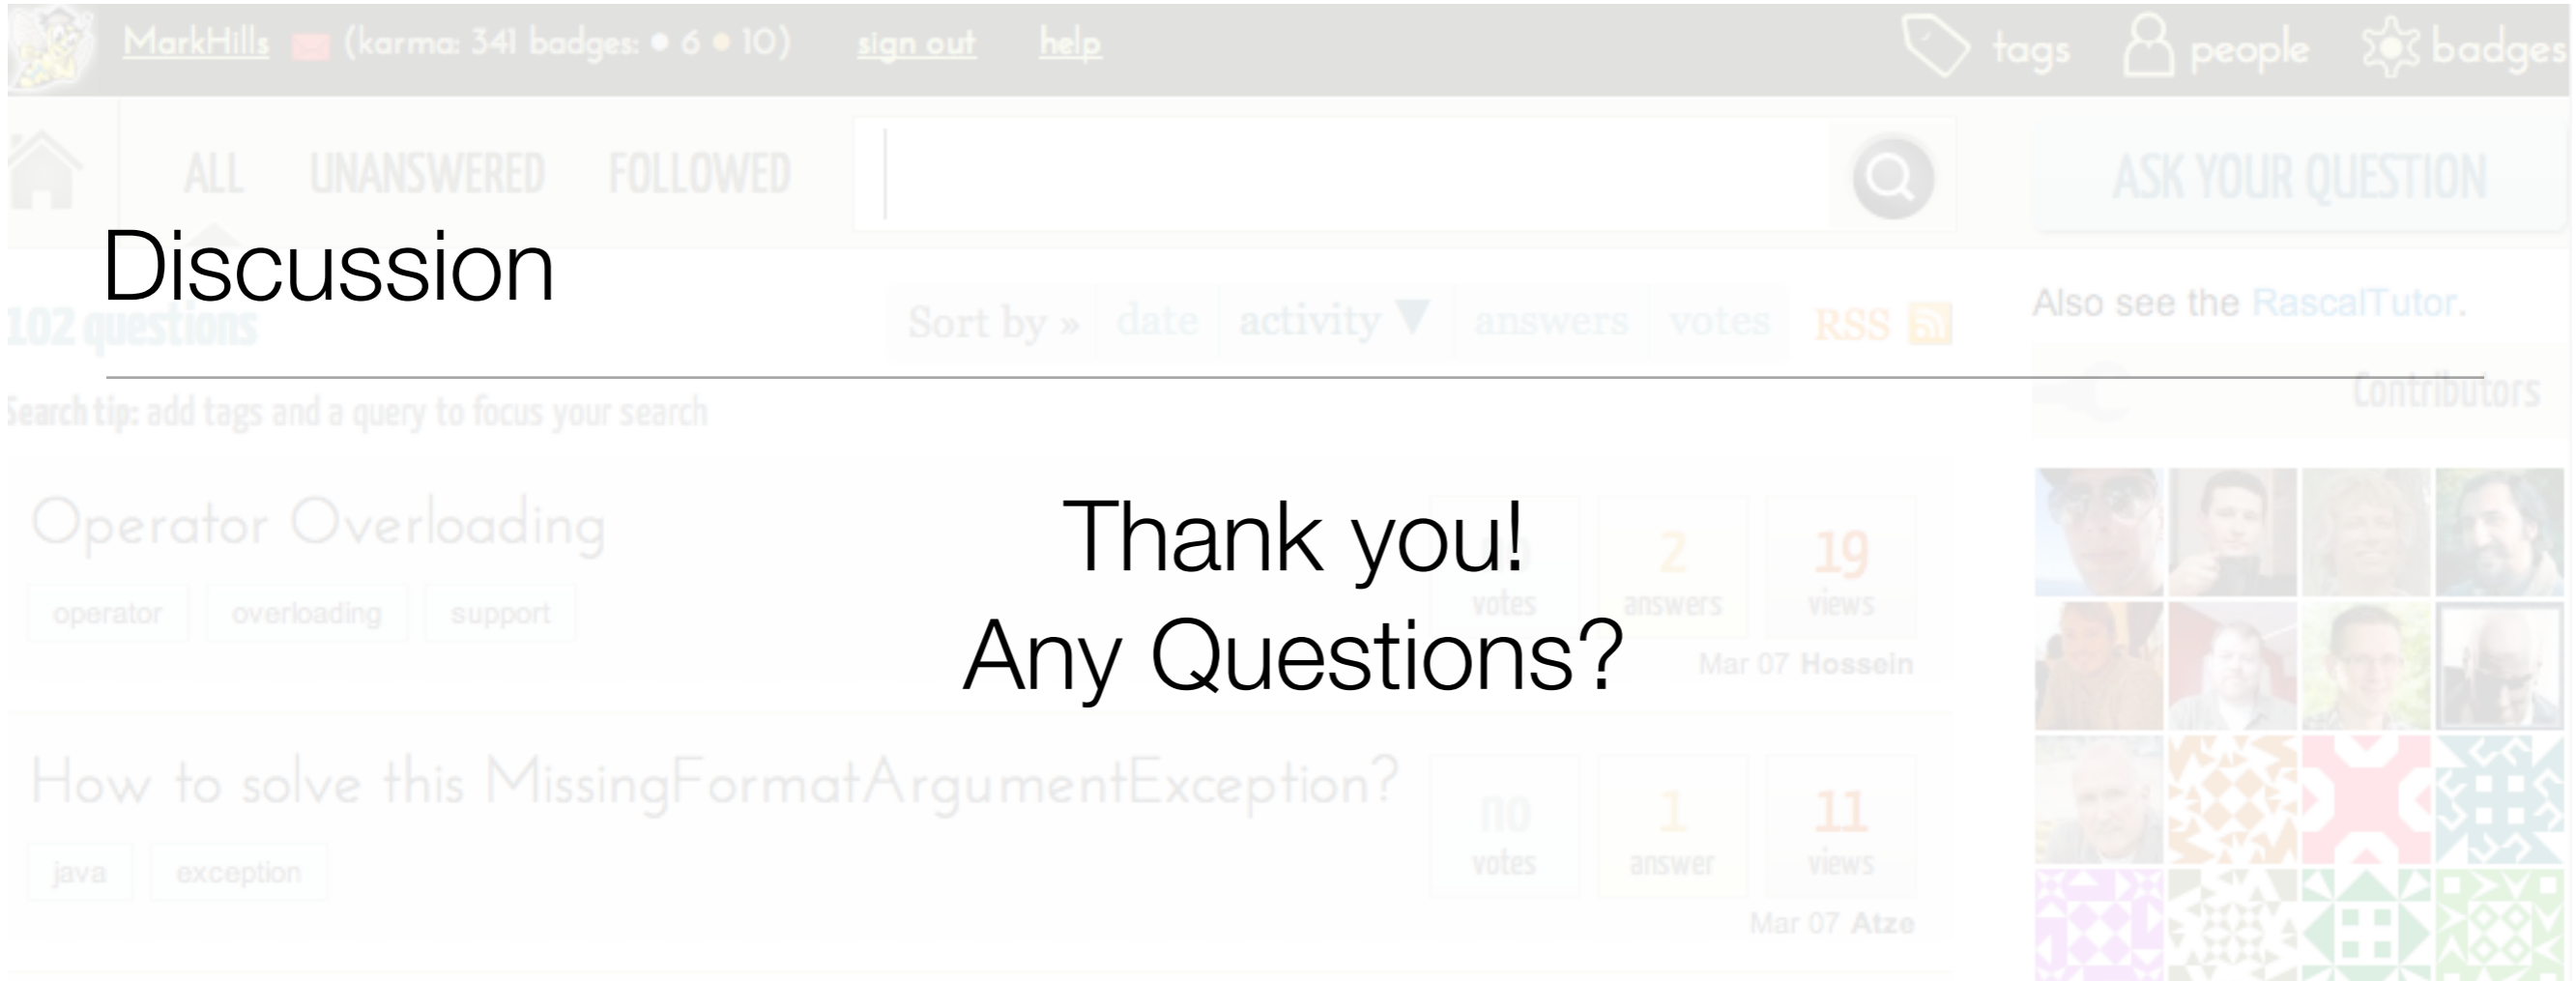 MarkHills (karma: 341 badges: ● 6 ● 10) sign out help tags people badges
ALL UNANSWERED FOLLOWED ASK YOUR QUESTION
Discussion
102 questions Sort by » date activity ▼ answers votes RSS Also see the RascalTutor.
Search tip: add tags and a query to focus your search Contributors
Operator Overloading
Thank you!
no votes 2 answers 19 views
operator overloading support
Any Questions?
Mar 07 Hossein
How to solve this MissingFormatArgumentException?
no votes 1 answer 11 views
java exception
Mar 07 Atze